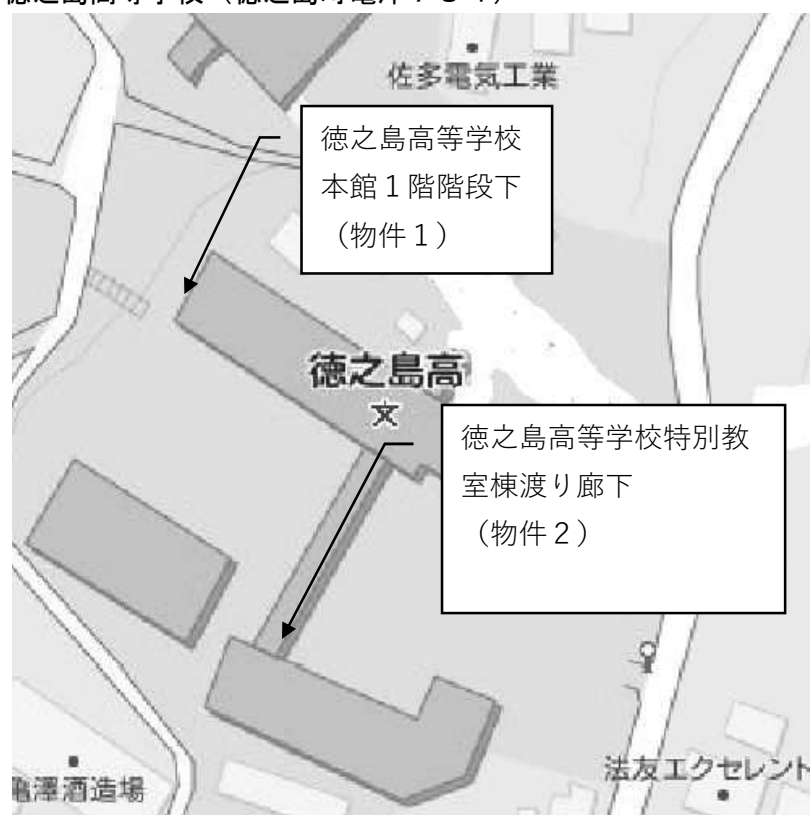 佐多電気工業
徳之島高等学校
本館１階階段下
（物件１）
徳之島高
文
徳之島高等学校特別教
室棟渡り廊下
（物件２）
法友エクセレント
亀澤酒造場